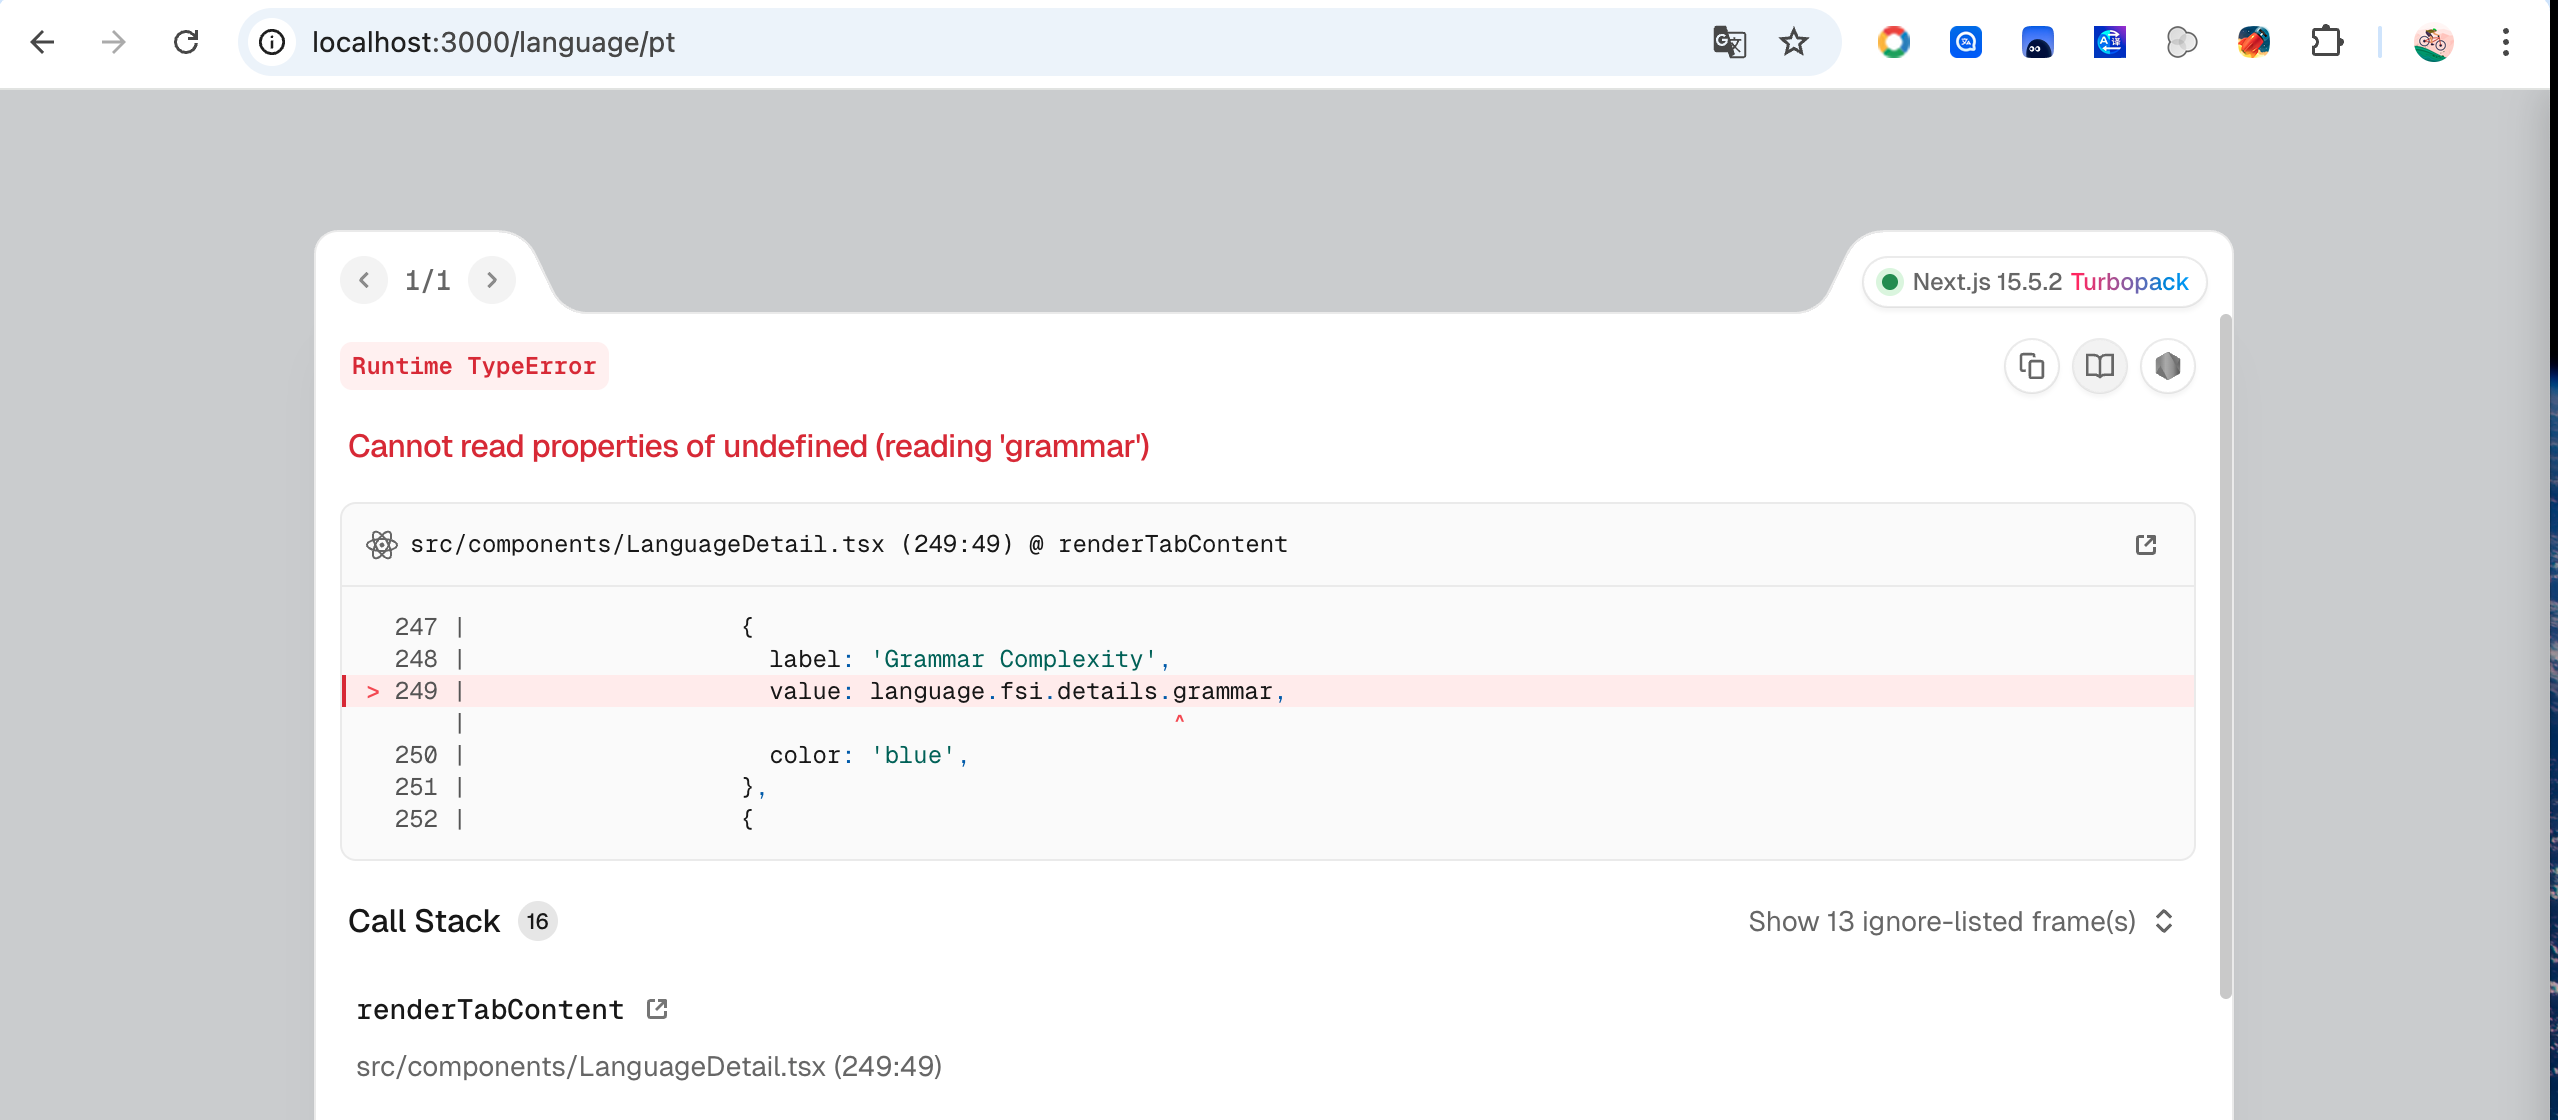 localhost:3000/language/pt
1/1
Next.js 15.5.2 Turbopack
Runtime TypeError
Cannot read properties of undefined (reading 'grammar')
src/components/LanguageDetail.tsx (249:49) @ renderTabContent
247 | {
248 | label: 'Grammar Complexity',
> 249 | value: language.fsi.details.grammar,
| ^
250 | color: 'blue',
251 | },
252 | {
Call Stack 16
Show 13 ignore-listed frame(s)
renderTabContent
src/components/LanguageDetail.tsx (249:49)